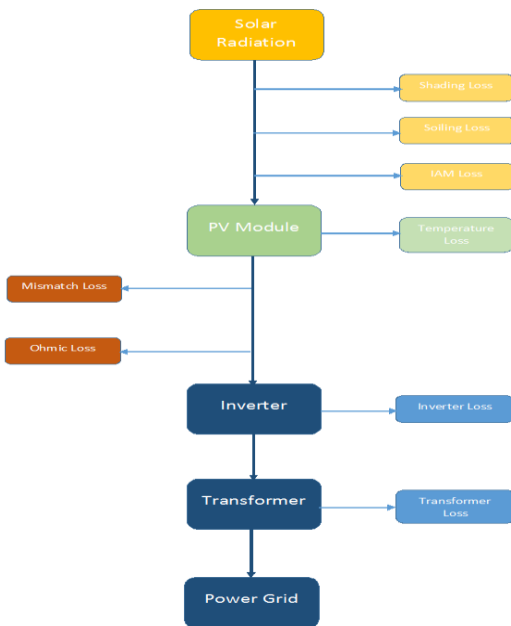 Solar
Radiation
Shading Loss
Soiling Loss
IAM Loss
PV Module
Temperature
Loss
Mismatch Loss
Ohmic Loss
Inverter
Inverter Loss
Transformer
Transformer
Loss
Power Grid